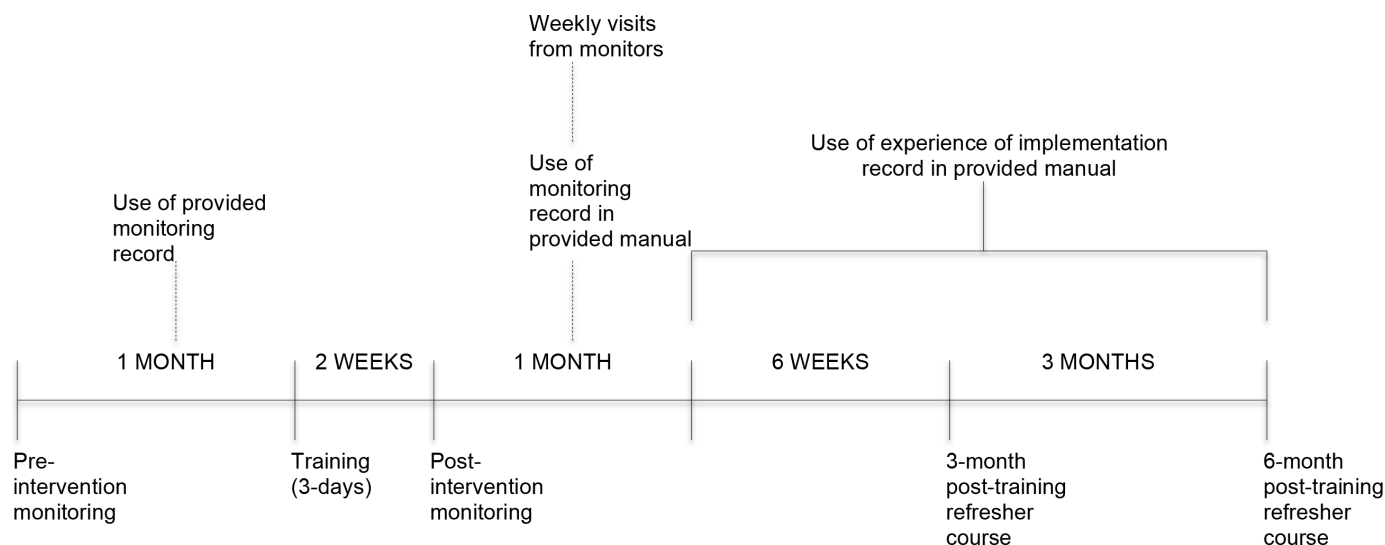 Weekly visits
from monitors
Use of experience of implementation
record in provided manual
Use of
monitoring
record in
provided manual
Use of provided
monitoring
record
1 MONTH
2 WEEKS
1 MONTH
6 WEEKS
3 MONTHS
Pre-
intervention
monitoring
Training
(3-days)
Post-
intervention
monitoring
3-month
post-training
refresher
course
6-month
post-training
refresher
course